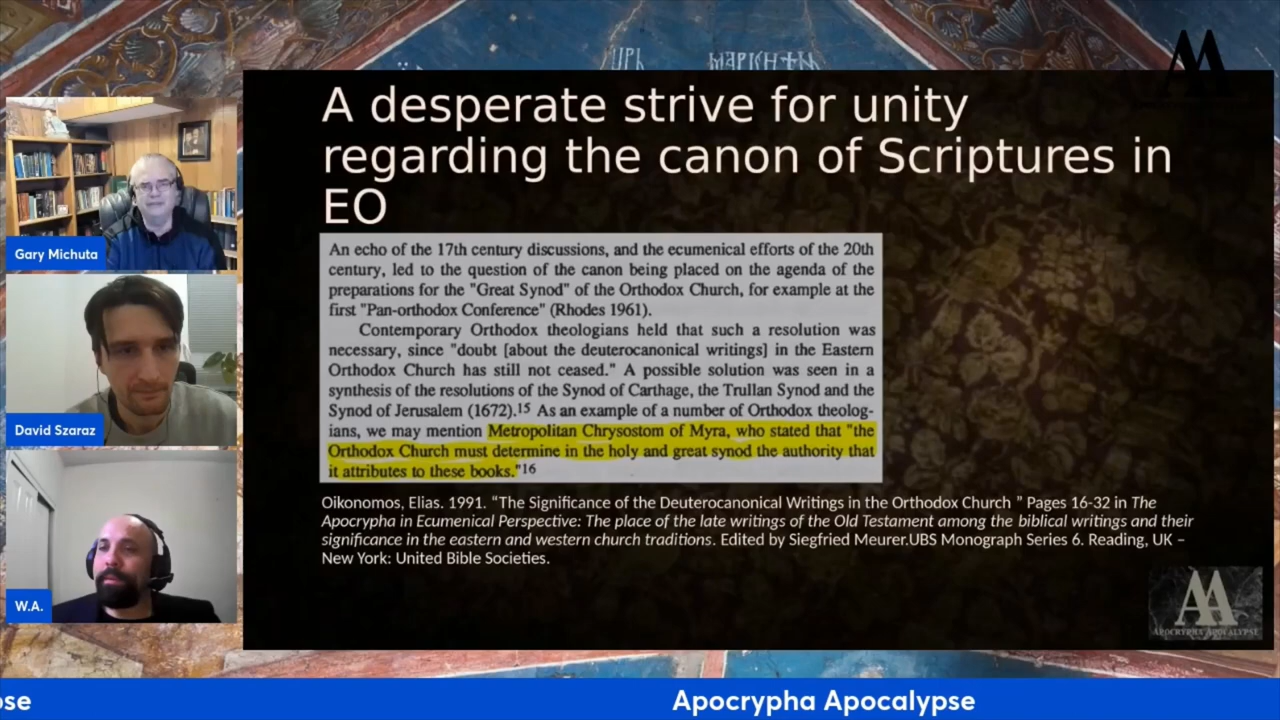 A desperate strive for unity
regarding the canon of Scriptures in
EO
An echo of the 17th century discussions, and the ecumenical efforts of the 20th
century, led to the question of the canon being placed on the agenda of the
preparations for the "Great Synod" of the Orthodox Church, for example at the
first "Pan-orthodox Conference" (Rhodes 1961).
Contemporary Orthodox theologians held that such a resolution was
necessary, since "doubt [about the deuterocanonical writings] in the Eastern
Orthodox Church has still not ceased." A possible solution was seen in a
synthesis of the resolutions of the Synod of Carthage, the Trullan Synod and the
Synod of Jerusalem (1672).15 As an example of a number of Orthodox theolog-
ians, we may mention Metropolitan Chrysostom of Myra, who stated that "the
Orthodox Church must determine in the holy and great synod the authority that
it attributes to these books."16
Oikonomos, Elias. 1991. “The Significance of the Deuterocanonical Writings in the Orthodox Church ” Pages 16-32 in The
Apocrypha in Ecumenical Perspective: The place of the late writings of the Old Testament among the biblical writings and their
significance in the eastern and western church traditions. Edited by Siegfried Meurer.UBS Monograph Series 6. Reading, UK –
New York: United Bible Societies.
Gary Michuta
David Szaraz
W.A.
AA
AA
APOCRYPHA APOCALYPSE
pse
Apocrypha Apocalypse